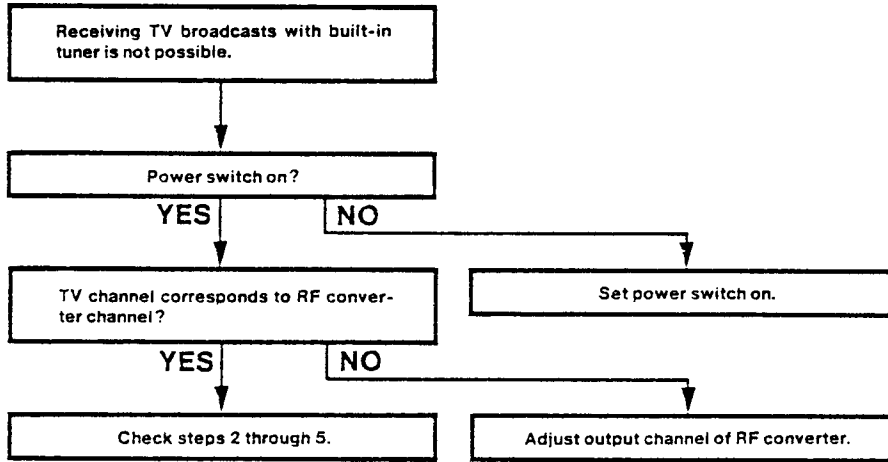 Receiving TV broadcasts with built-in
tuner is not possible.
Power switch on?
YES
NO
TV channel corresponds to RF conver-
ter channel?
Set power switch on.
YES
NO
Check steps 2 through 5.
Adjust output channel of RF converter.